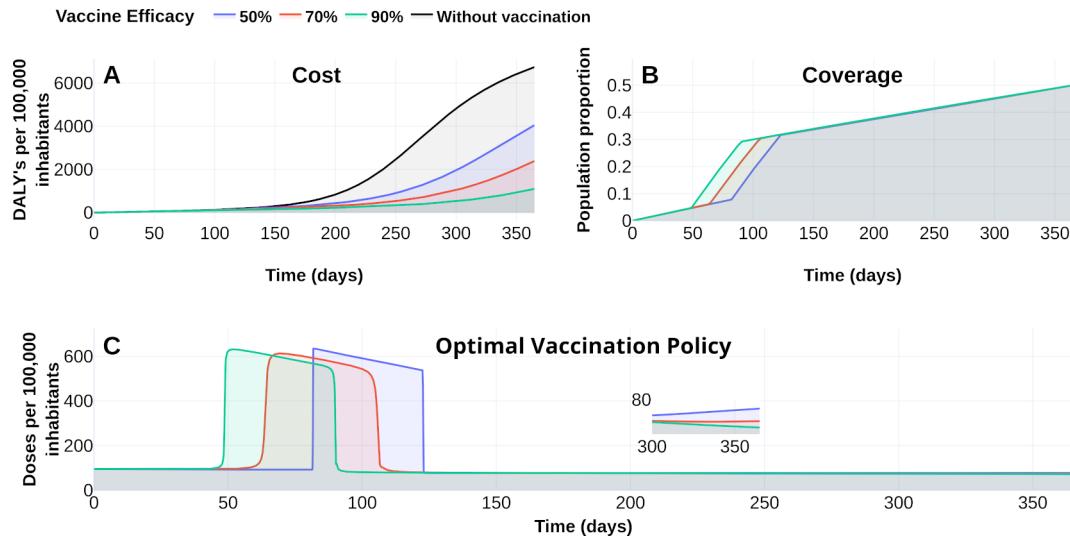 Vaccine Efficacy 50% 70% 90% Without vaccination
A Cost
DALY's per 100,000
inhabitants
6000
4000
2000
0
0 50 100 150 200 250 300 350
Time (days)
B Coverage
Population proportion
0.5
0.4
0.3
0.2
0.1
0
0 50 100 150 200 250 300 350
Time (days)
C Optimal Vaccination Policy
Doses per 100,000
inhabitants
600
400
200
0
80
300 350
0 50 100 150 200 250 300 350
Time (days)